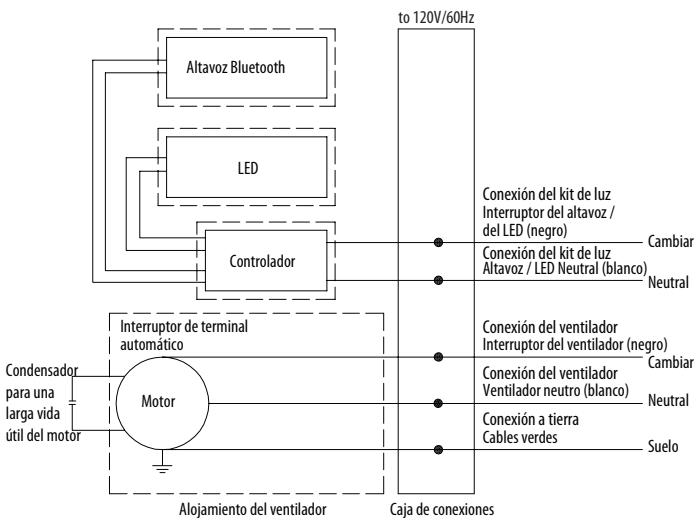 to 120V/60Hz
Altavoz Bluetooth
LED
Controlador
Conexión del kit de luz
Interruptor del altavoz /
del LED (negro)
Cambiar
Conexión del kit de luz
Altavoz / LED Neutral (blanco)
Neutral
Interruptor de terminal
automático
Conexión del ventilador
Interruptor del ventilador (negro)
Cambiar
Condensador
para una
larga vida
útil del motor
Motor
Conexión del ventilador
Ventilador neutro (blanco)
Neutral
Conexión a tierra
Cables verdes
Suelo
Alojamiento del ventilador
Caja de conexiones